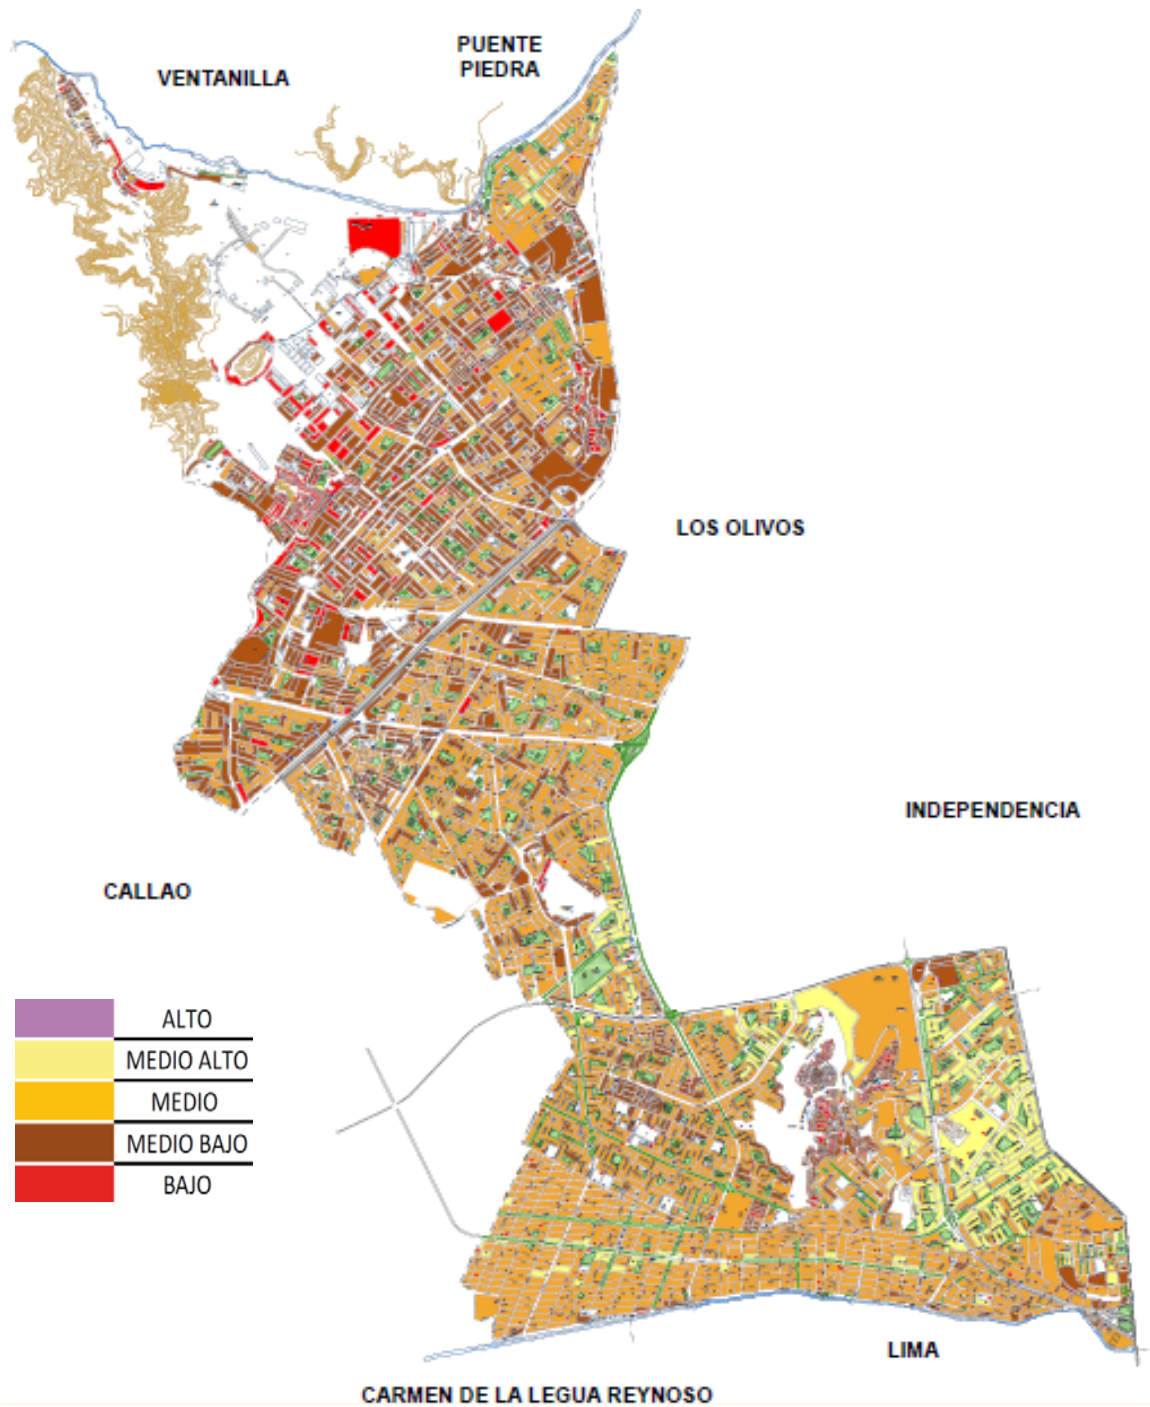 PUENTE
PIEDRA
VENTANILLA
LOS OLIVOS
INDEPENDENCIA
CALLAO
ALTO
MEDIO ALTO
MEDIO
MEDIO BAJO
BAJO
LIMA
CARMEN DE LA LEGUA REYNOSO